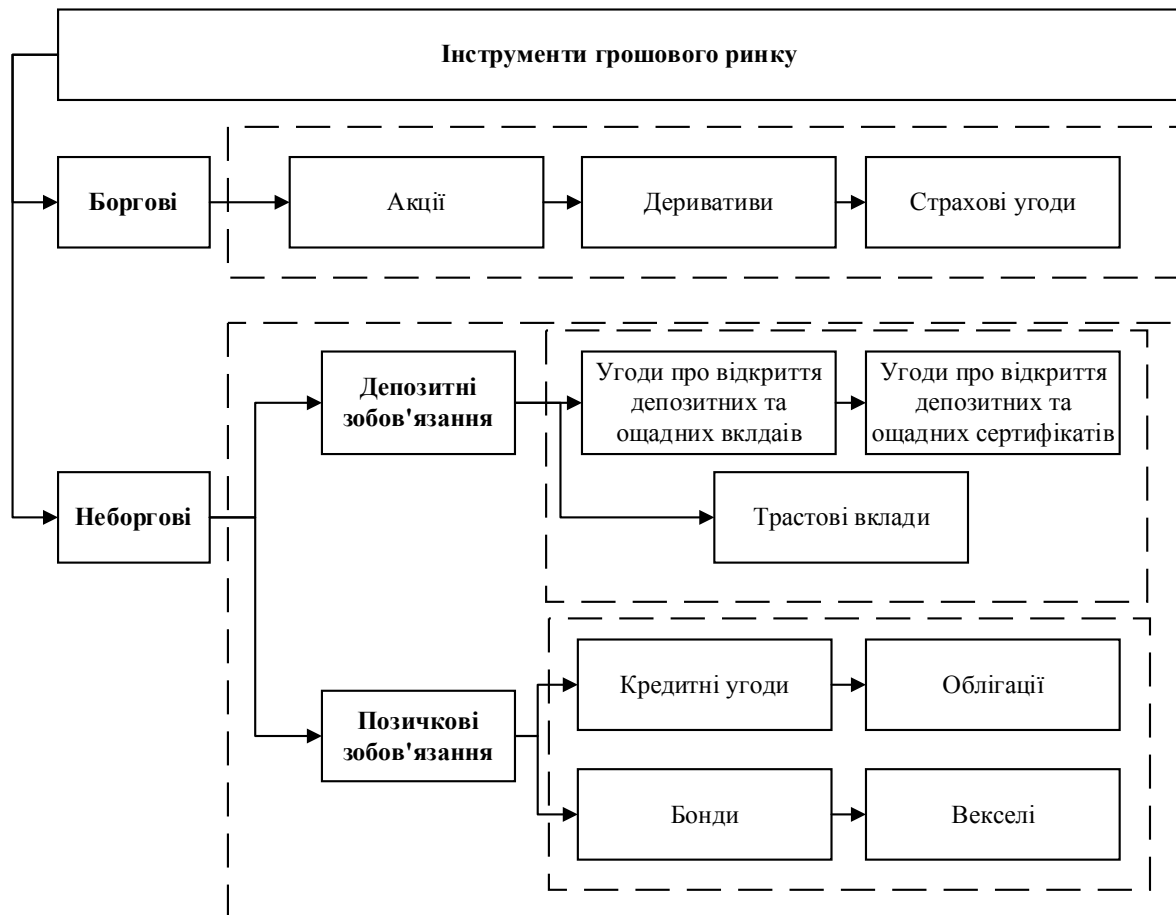 Інструменти грошового ринку
Боргові
Акції
Деривативи
Страхові угоди
Неборгові
Депозитні
зобов'язання
Угоди про відкриття
депозитних та
ощадних вклдаів
Угоди про відкриття
депозитних та
ощадних сертифікатів
Трастові вклади
Позичкові
зобов'язання
Кредитні угоди
Облігації
Бонди
Векселі